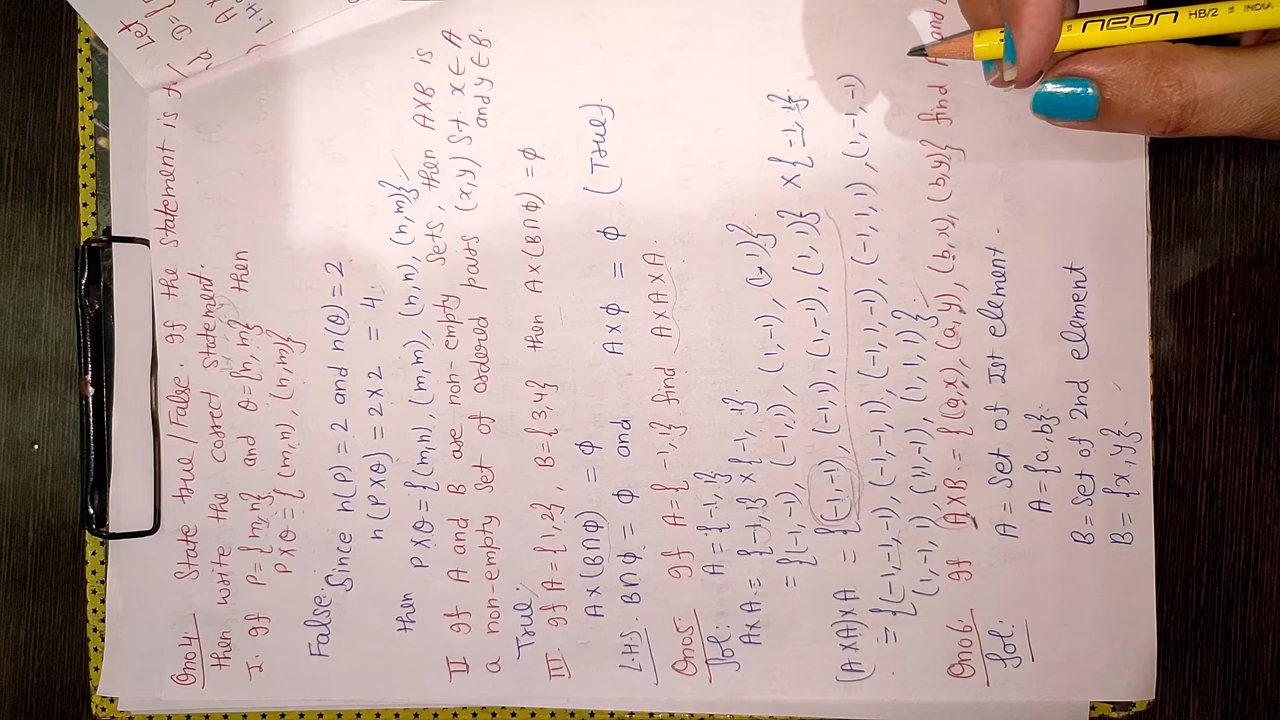 Let
Qno4 State true/False. If the statement is
then write the correct statement.
I. If P={m,n} and Q={n,m} then
P×Q={(m,n),(n,m)}
False. Since n(P)=2 and n(Q)=2
then n(P×Q)=2×2=4.
P×Q={(m,n),(m,m),(n,n),(n,m)}
II If A and B are non-empty sets, then A×B is
a non-empty set of ordered pairs (x,y) st. x∈A
and y∈B.
True.
III. If A={1,2}, B={3,4} then A×(B∩φ)=φ
A×(B∩φ)=φ
L.H.S. B∩φ=φ and A×φ=φ (True)
Qno5. If A={-1,1} find A×A×A.
Sol: A={-1,1}.
A×A={-1,1}×{-1,1}.
={(-1,-1),(-1,1),(1,-1),(1,1)}.
(A×A)×A={(-1,-1),(-1,1),(1,-1),(1,1)}×{-1,1}.
={(-1,-1,-1),(-1,-1,1),(-1,1,-1),(-1,1,1),(1,-1,-1)
(1,-1,1),(1,1,-1),(1,1,1)}.
Qno6. If A×B={(a,x),(a,y),(b,x),(b,y)} find A and
Sol: A=Set of Ist element.
A={a,b}.
B=Set of 2nd element
B={x,y}.
neon HB/2 INDIA